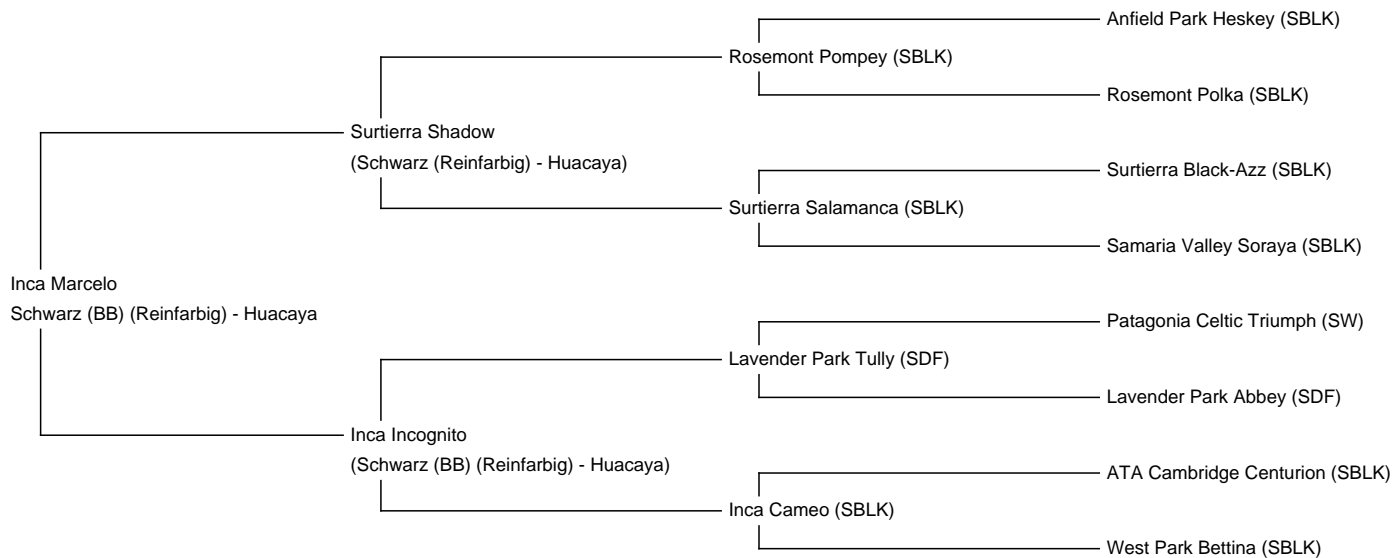 Anfield Park Heskey (SBLK)
Rosemont Pompey (SBLK)
Rosemont Polka (SBLK)
Surtierra Shadow
(Schwarz (Reinfarbig) - Huacaya)
Surtierra Black-Azz (SBLK)
Surtierra Salamanca (SBLK)
Samaria Valley Soraya (SBLK)
Inca Marcelo
Schwarz (BB) (Reinfarbig) - Huacaya
Patagonia Celtic Triumph (SW)
Lavender Park Tully (SDF)
Lavender Park Abbey (SDF)
Inca Incognito
(Schwarz (BB) (Reinfarbig) - Huacaya)
ATA Cambridge Centurion (SBLK)
Inca Cameo (SBLK)
West Park Bettina (SBLK)